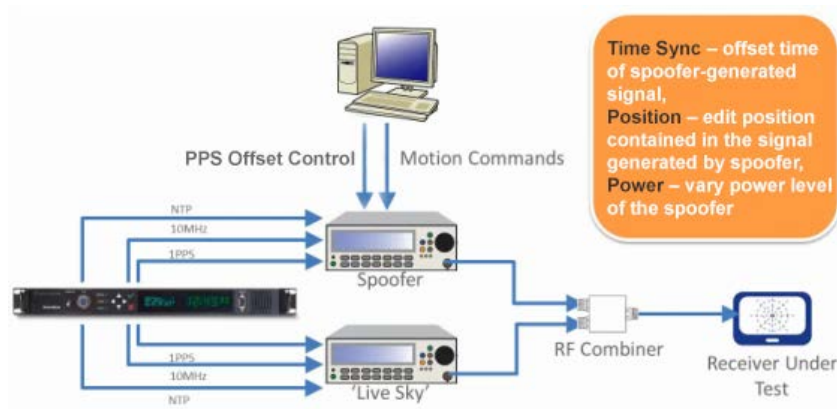 Time Sync – offset time
of spoofer-generated
signal,
Position – edit position
contained in the signal
generated by spoofer,
Power – vary power level
of the spoofer
PPS Offset Control
Motion Commands
NTP
10MHz
1PPS
Spoofer
1PPS
10MHz
NTP
'Live Sky'
RF Combiner
Receiver Under
Test